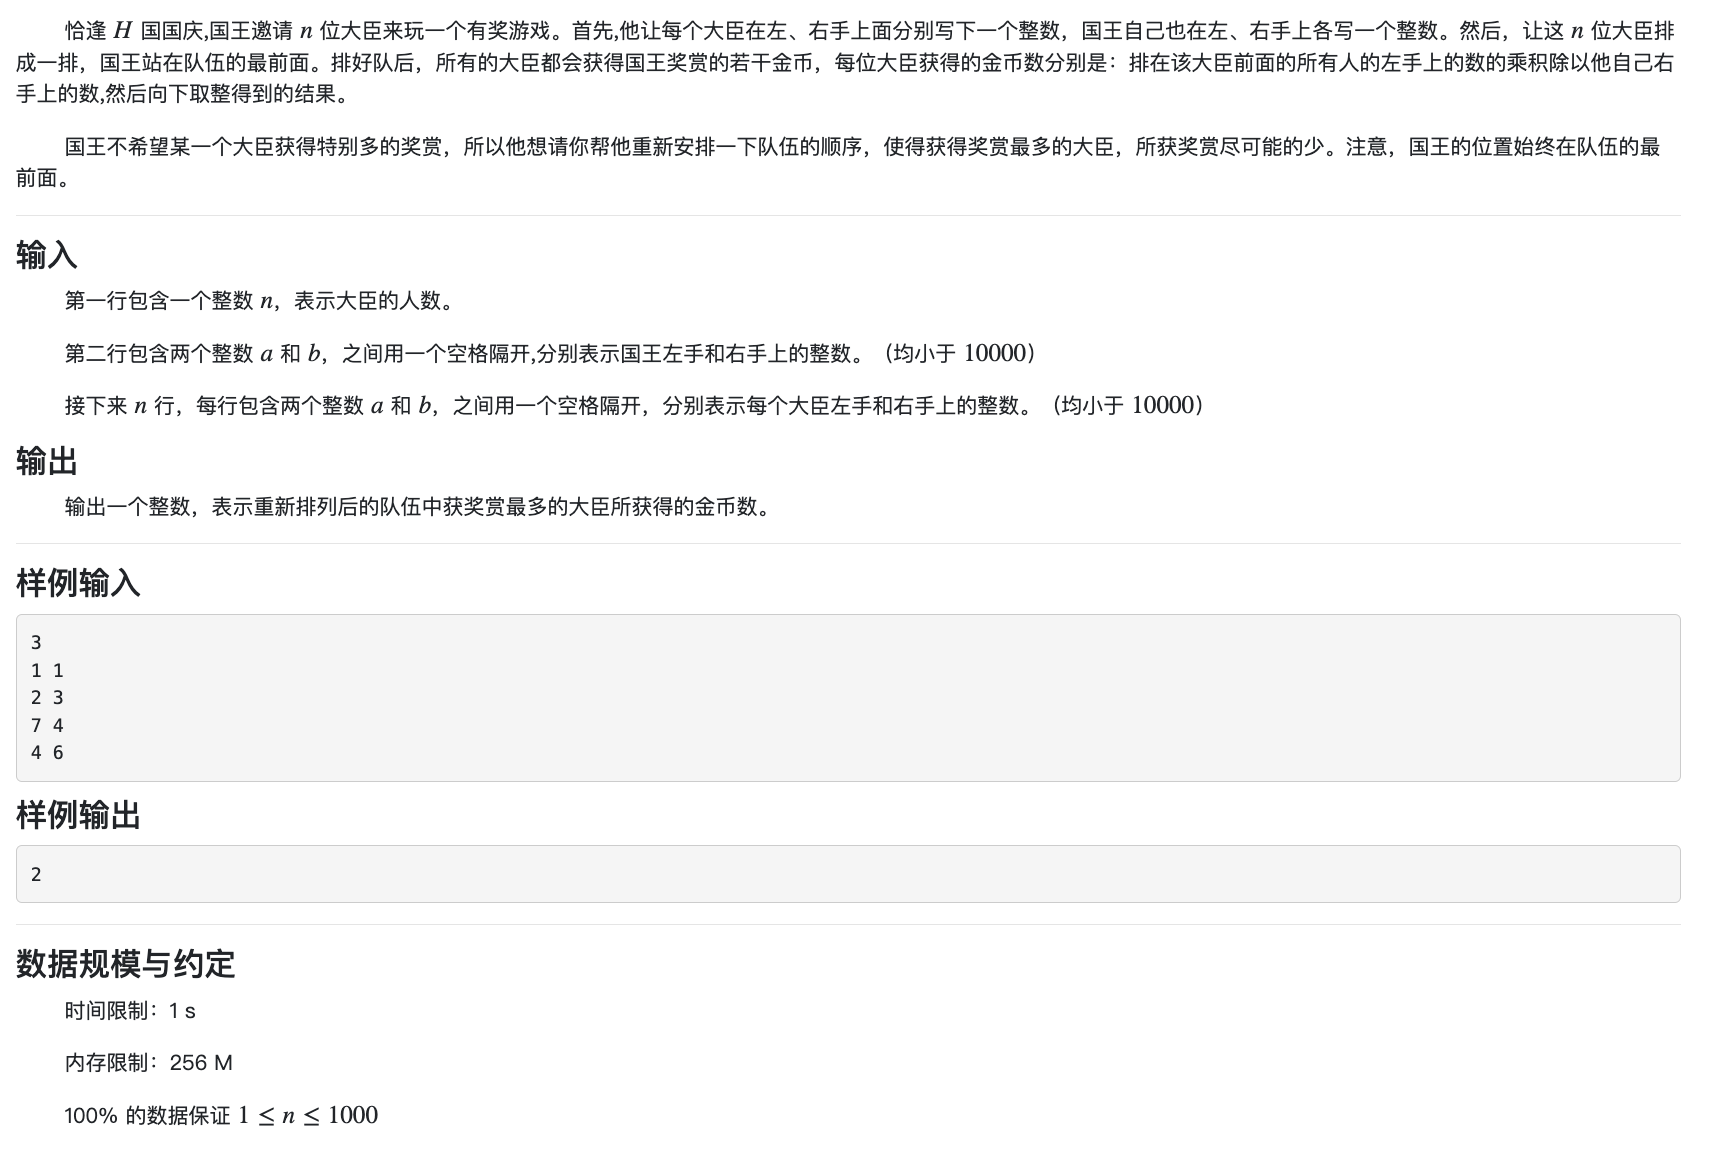 恰逢 H 国国庆,国王邀请 n 位大臣来玩一个有奖游戏。首先,他让每个大臣在左、右手上面分别写下一个整数，国王自己也在左、右手上各写一个整数。然后，让这 n 位大臣排
成一排，国王站在队伍的最前面。排好队后，所有的大臣都会获得国王奖赏的若干金币，每位大臣获得的金币数分别是：排在该大臣前面的所有人的左手上的数的乘积除以他自己右
手上的数,然后向下取整得到的结果。
国王不希望某一个大臣获得特别多的奖赏，所以他想请你帮他重新安排一下队伍的顺序，使得获得奖赏最多的大臣，所获奖赏尽可能的少。注意，国王的位置始终在队伍的最
前面。
输入
第一行包含一个整数 n，表示大臣的人数。
第二行包含两个整数 a 和 b，之间用一个空格隔开,分别表示国王左手和右手上的整数。（均小于 10000）
接下来 n 行，每行包含两个整数 a 和 b，之间用一个空格隔开，分别表示每个大臣左手和右手上的整数。（均小于 10000）
输出
输出一个整数，表示重新排列后的队伍中获奖赏最多的大臣所获得的金币数。
样例输入
3
1 1
2 3
7 4
4 6
样例输出
2
数据规模与约定
时间限制：1 s
内存限制：256 M
100% 的数据保证 1 ≤ n ≤ 1000